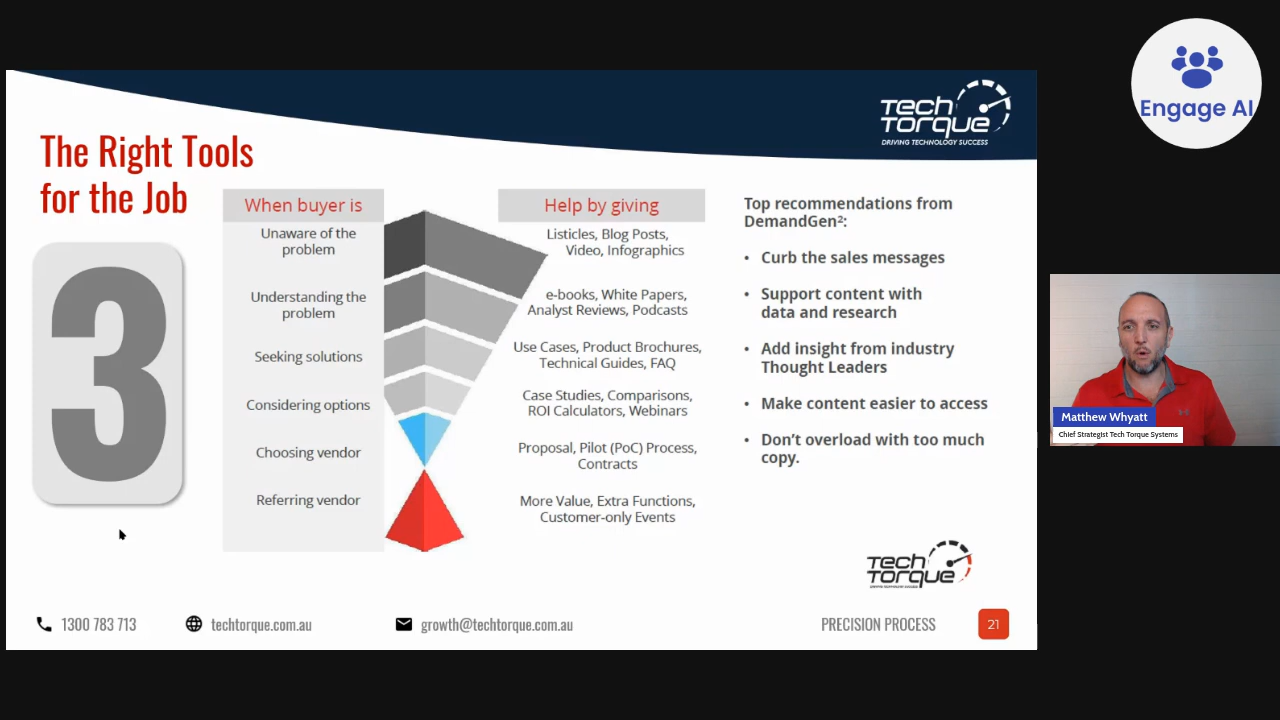 Engage AI
Tech
Torque
DRIVING TECHNOLOGY SUCCESS
The Right Tools
for the Job
3
When buyer is
Unaware of the
problem
Understanding the
problem
Seeking solutions
Considering options
Choosing vendor
Referring vendor
Help by giving
Listicles, Blog Posts,
Video, Infographics
e-books, White Papers,
Analyst Reviews, Podcasts
Use Cases, Product Brochures,
Technical Guides, FAQ
Case Studies, Comparisons,
ROI Calculators, Webinars
Proposal, Pilot (PoC) Process,
Contracts
More Value, Extra Functions,
Customer-only Events
Top recommendations from
DemandGen²:
• Curb the sales messages
• Support content with
data and research
• Add insight from industry
Thought Leaders
• Make content easier to access
• Don’t overload with too much
copy.
Matthew Whyatt
Chief Strategist Tech Torque Systems
Tech
Torque
1300 783 713
techtorque.com.au
growth@techtorque.com.au
PRECISION PROCESS
21